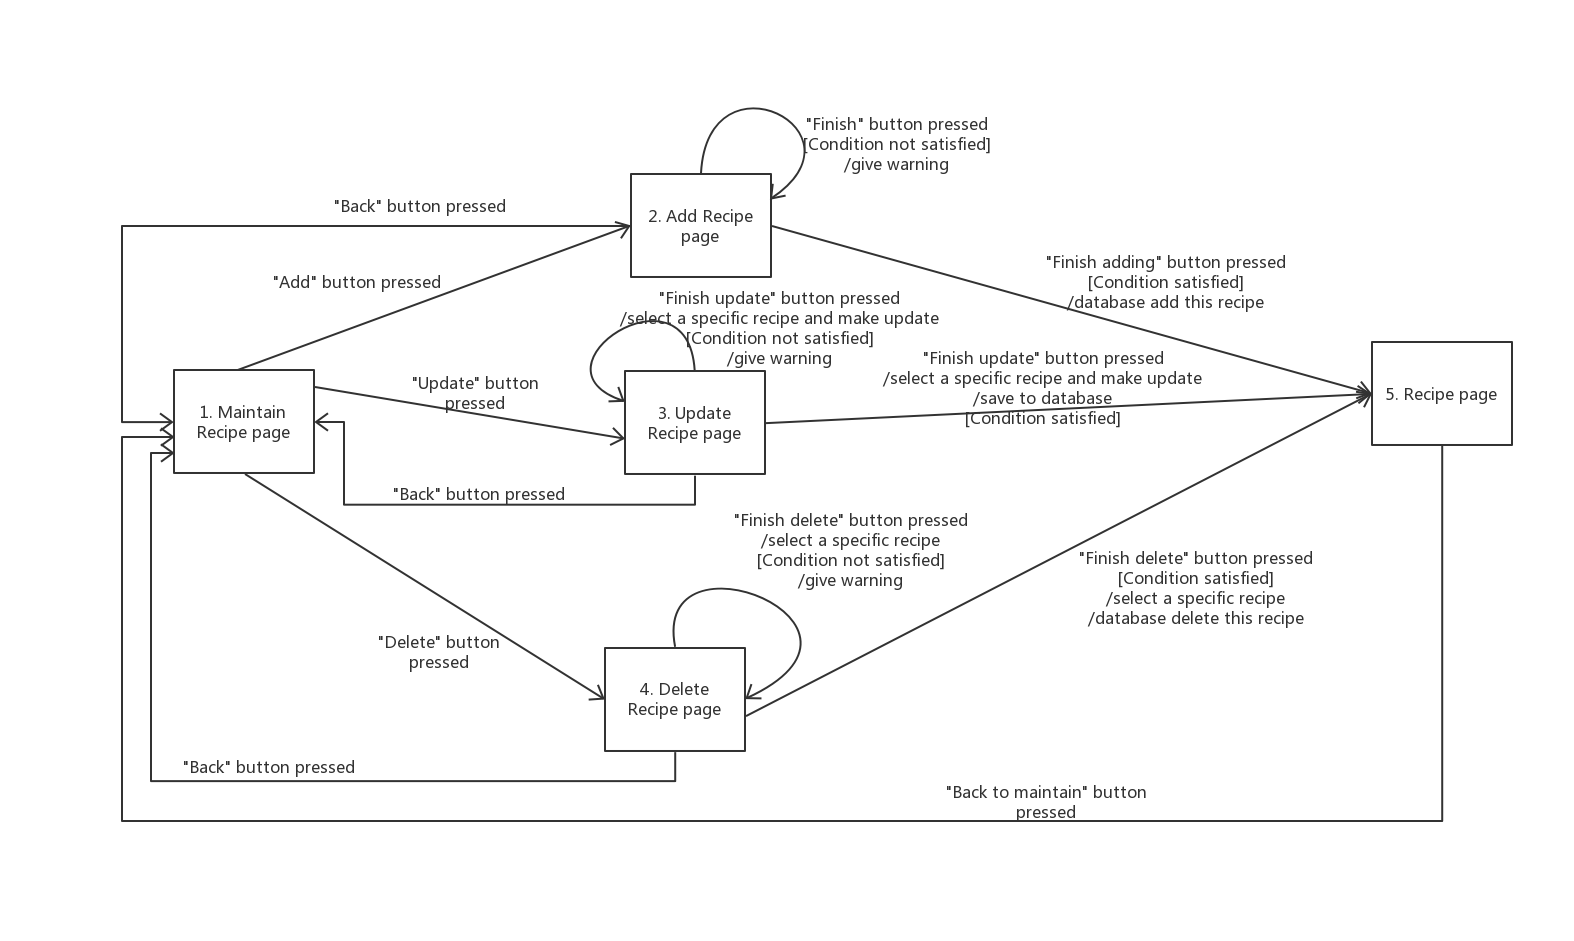 "Finish" button pressed
[Condition not satisfied]
/give warning
"Back" button pressed
2. Add Recipe
page
"Add" button pressed
"Finish adding" button pressed
[Condition satisfied]
/database add this recipe
"Finish update" button pressed
/select a specific recipe and make update
[Condition not satisfied]
/give warning
"Finish update" button pressed
/select a specific recipe and make update
/save to database
[Condition satisfied]
"Update" button
pressed
1. Maintain
Recipe page
3. Update
Recipe page
5. Recipe page
"Back" button pressed
"Finish delete" button pressed
/select a specific recipe
[Condition not satisfied]
/give warning
"Finish delete" button pressed
[Condition satisfied]
/select a specific recipe
/database delete this recipe
"Delete" button
pressed
4. Delete
Recipe page
"Back" button pressed
"Back to maintain" button
pressed